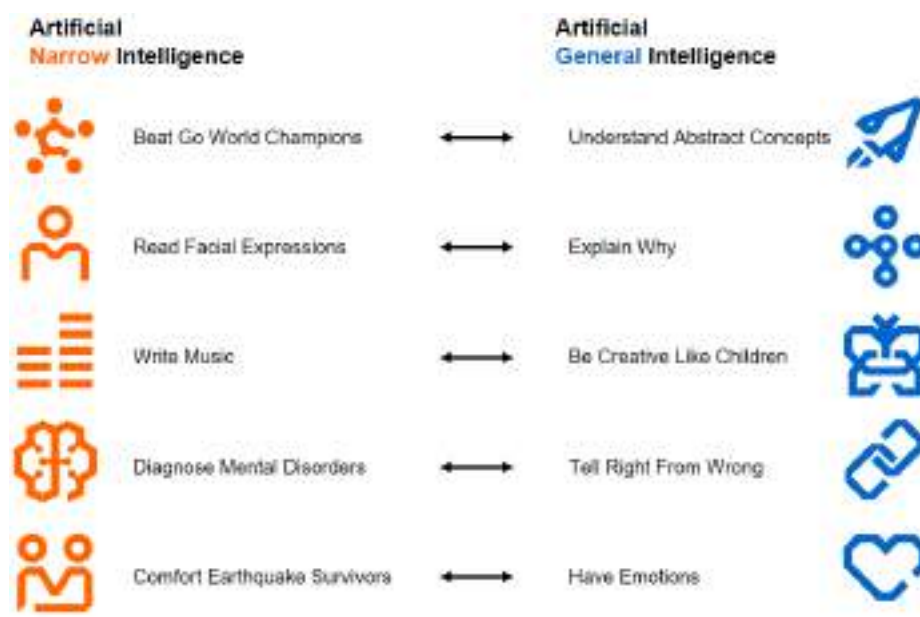 Artificial
Narrow Intelligence
Artificial
General Intelligence
Beat Go World Champions
Understand Abstract Concepts
Read Facial Expressions
Explain Why
Write Music
Be Creative Like Children
Diagnose Mental Disorders
Tell Right From Wrong
Comfort Earthquake Survivors
Have Emotions